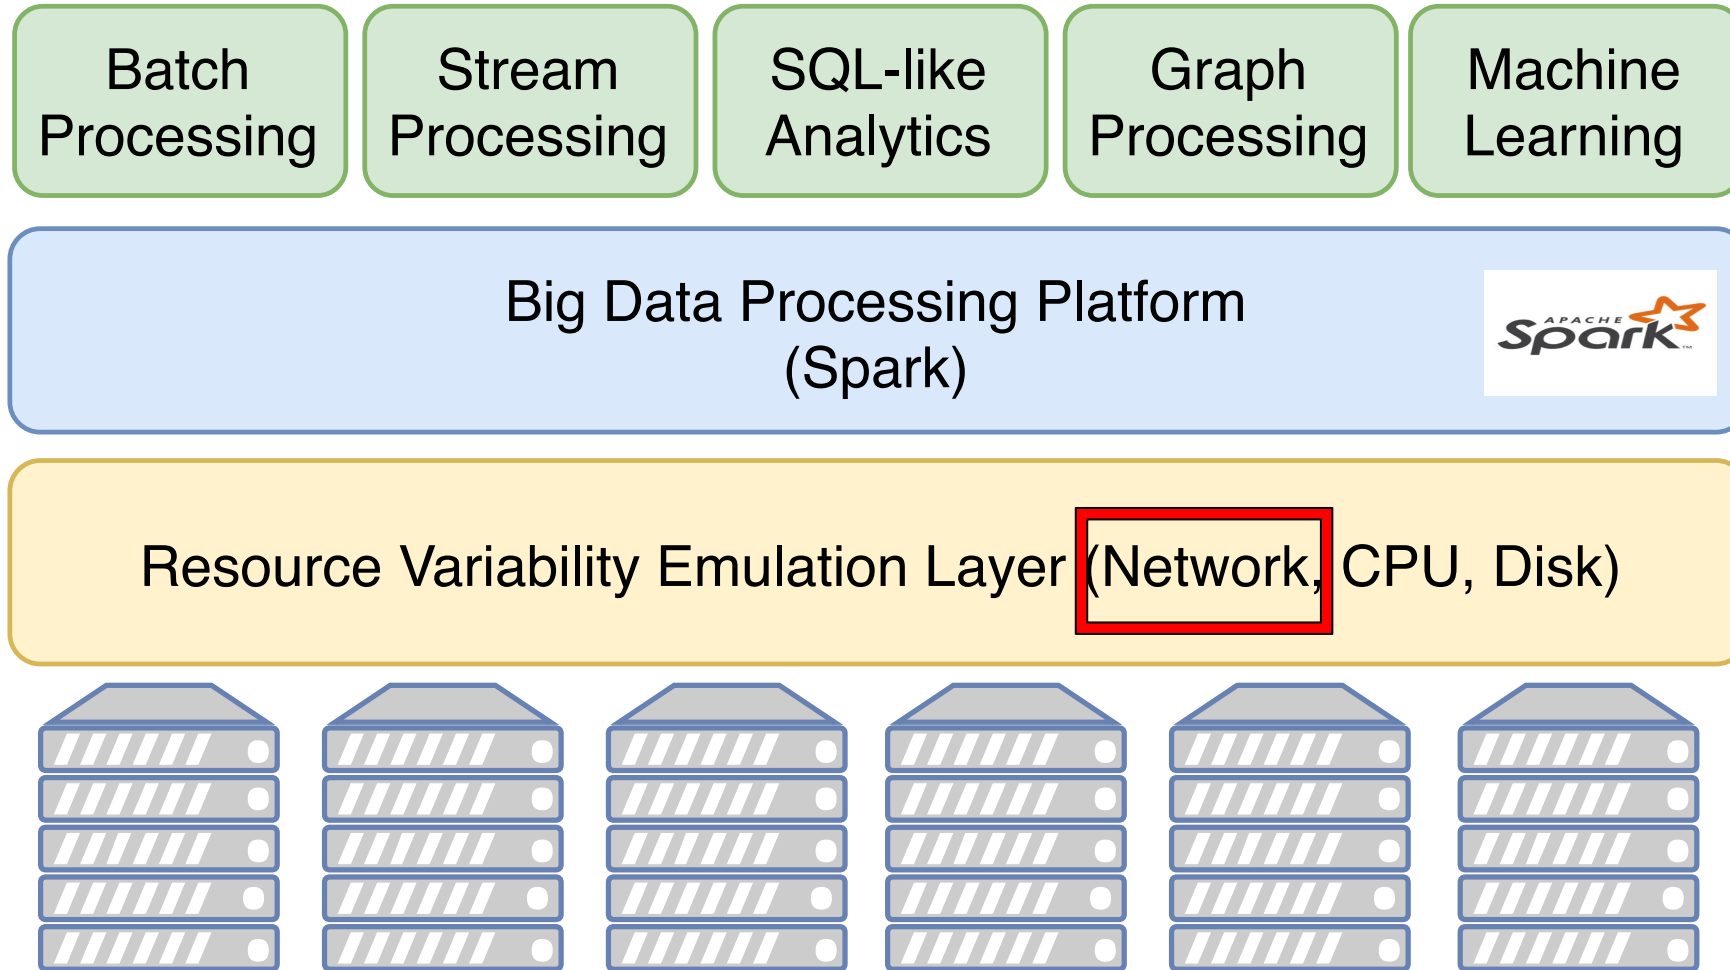 Batch
Processing
Stream
Processing
SQL-like
Analytics
Graph
Processing
Machine
Learning
Big Data Processing Platform
(Spark)
APACHE
Spark™
Resource Variability Emulation Layer (Network, CPU, Disk)